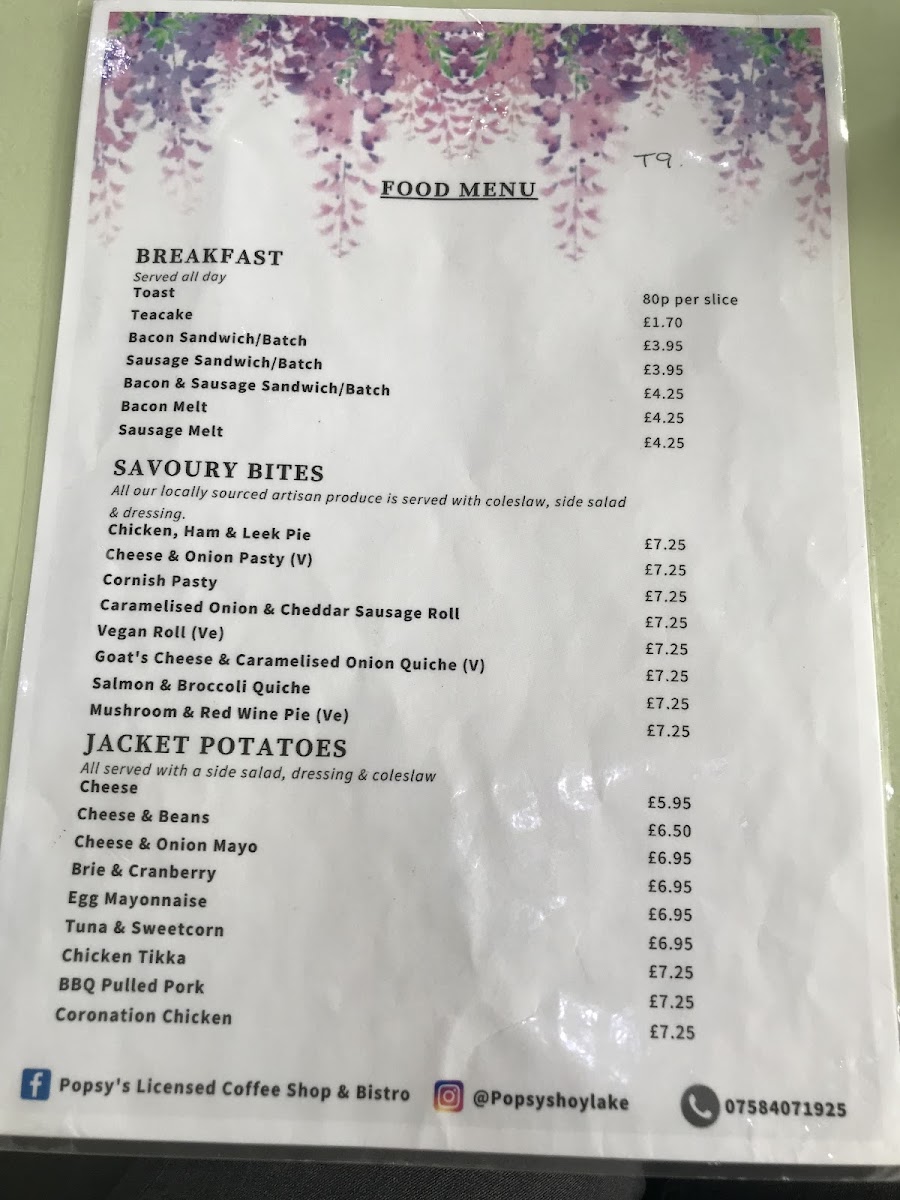 T9.
FOOD MENU
BREAKFAST
Served all day
Toast 80p per slice
Teacake £1.70
Bacon Sandwich/Batch £3.95
Sausage Sandwich/Batch £3.95
Bacon & Sausage Sandwich/Batch £4.25
Bacon Melt £4.25
Sausage Melt £4.25
SAVOURY BITES
All our locally sourced artisan produce is served with coleslaw, side salad
& dressing.
Chicken, Ham & Leek Pie £7.25
Cheese & Onion Pasty (V) £7.25
Cornish Pasty £7.25
Caramelised Onion & Cheddar Sausage Roll £7.25
Vegan Roll (Ve) £7.25
Goat's Cheese & Caramelised Onion Quiche (V) £7.25
Salmon & Broccoli Quiche £7.25
Mushroom & Red Wine Pie (Ve) £7.25
JACKET POTATOES
All served with a side salad, dressing & coleslaw
Cheese £5.95
Cheese & Beans £6.50
Cheese & Onion Mayo £6.95
Brie & Cranberry £6.95
Egg Mayonnaise £6.95
Tuna & Sweetcorn £6.95
Chicken Tikka £7.25
BBQ Pulled Pork £7.25
Coronation Chicken £7.25
Popsy's Licensed Coffee Shop & Bistro @Popsyshoylake 07584071925